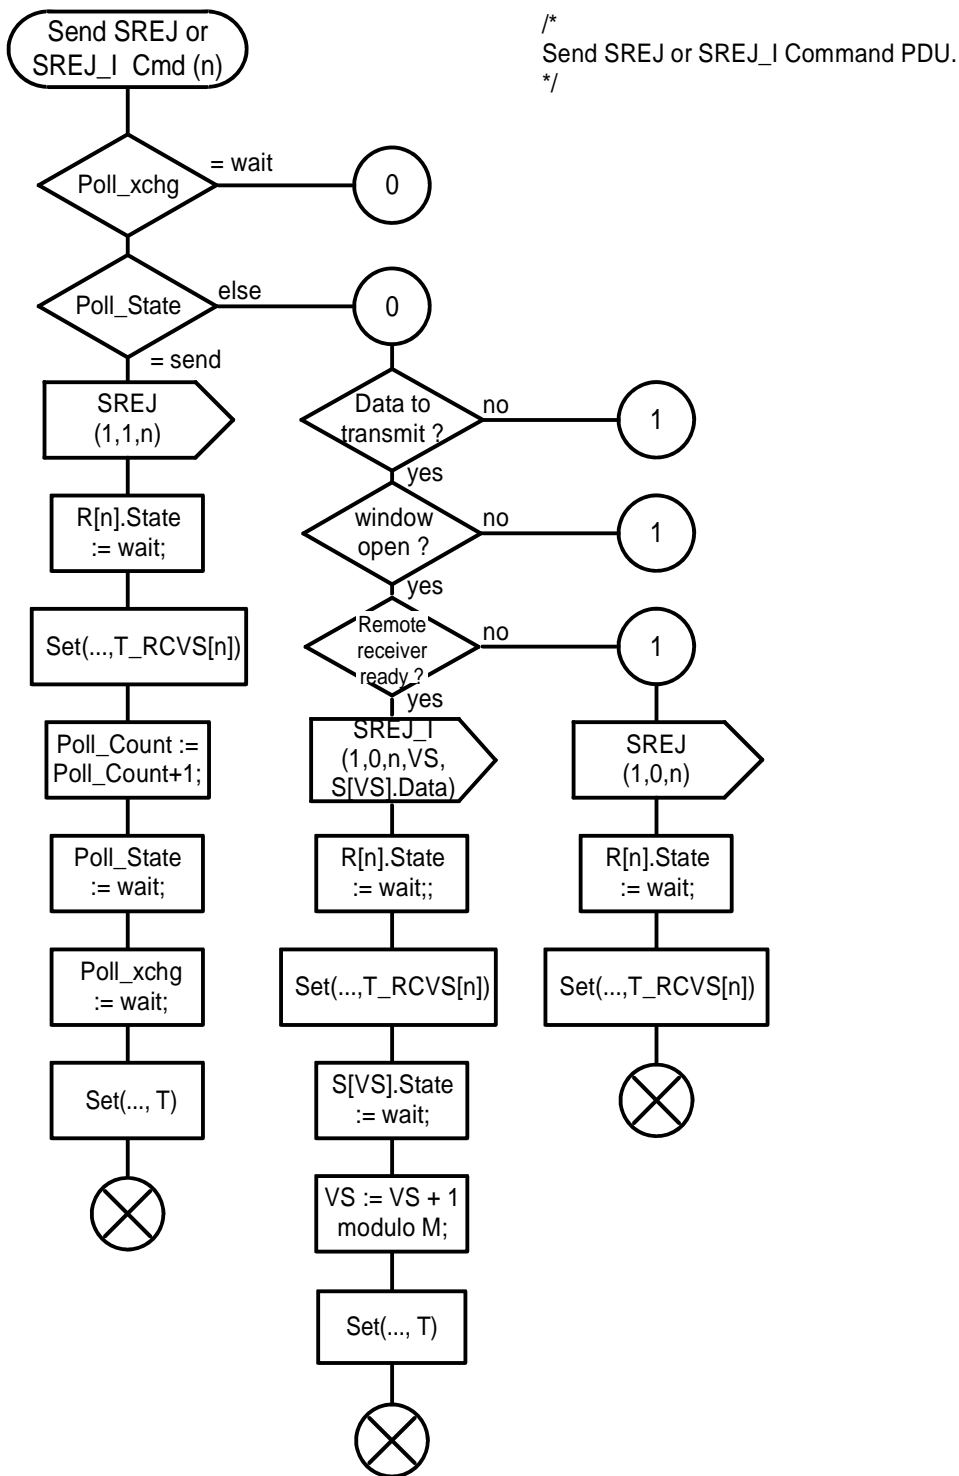 Send SREJ or
SREJ_I Cmd (n)
/*
Send SREJ or SREJ_I Command PDU.
*/
Poll_xchg
= wait
0
Poll_State
else
0
= send
SREJ
(1,1,n)
R[n].State
:= wait;
Set(...,T_RCVS[n])
Poll_Count :=
Poll_Count+1;
Poll_State
:= wait;
Poll_xchg
:= wait;
Set(..., T)
Data to
transmit ?
no
1
yes
window
open ?
no
1
yes
Remote
receiver
ready ?
no
1
yes
SREJ_I
(1,0,n,VS,
S[VS].Data)
R[n].State
:= wait;;
Set(...,T_RCVS[n])
S[VS].State
:= wait;
VS := VS + 1
modulo M;
Set(..., T)
SREJ
(1,0,n)
R[n].State
:= wait;
Set(...,T_RCVS[n])